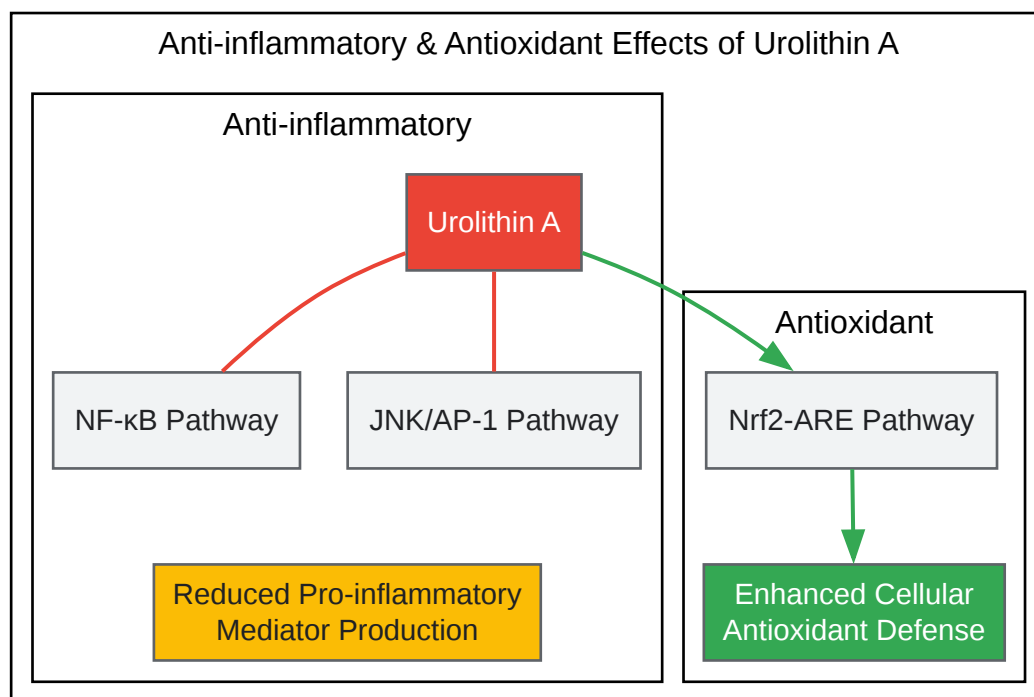 Anti-inflammatory & Antioxidant Effects of Urolithin A
Anti-inflammatory
Urolithin A
Antioxidant
NF-κB Pathway
JNK/AP-1 Pathway
Nrf2-ARE Pathway
Reduced Pro-inflammatory
Mediator Production
Enhanced Cellular
Antioxidant Defense